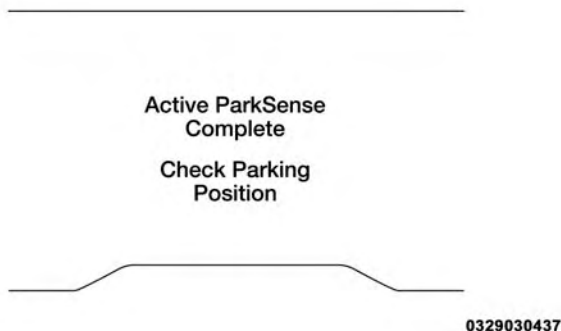 Active ParkSense
Complete
Check Parking
Position
0329030437